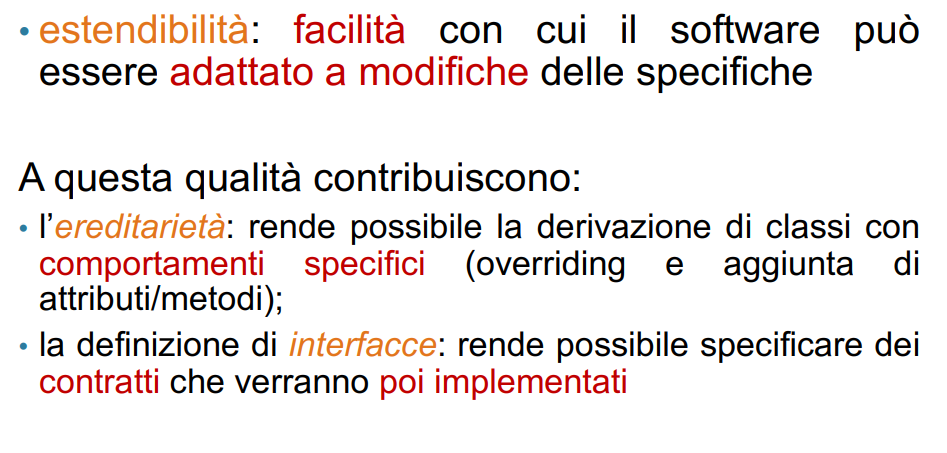 • estendibilità: facilità con cui il software può
essere adattato a modifiche delle specifiche
A questa qualità contribuiscono:
• l’ereditarietà: rende possibile la derivazione di classi con
comportamenti specifici (overriding e aggiunta di
attributi/metodi);
• la definizione di interfacce: rende possibile specificare dei
contratti che verranno poi implementati